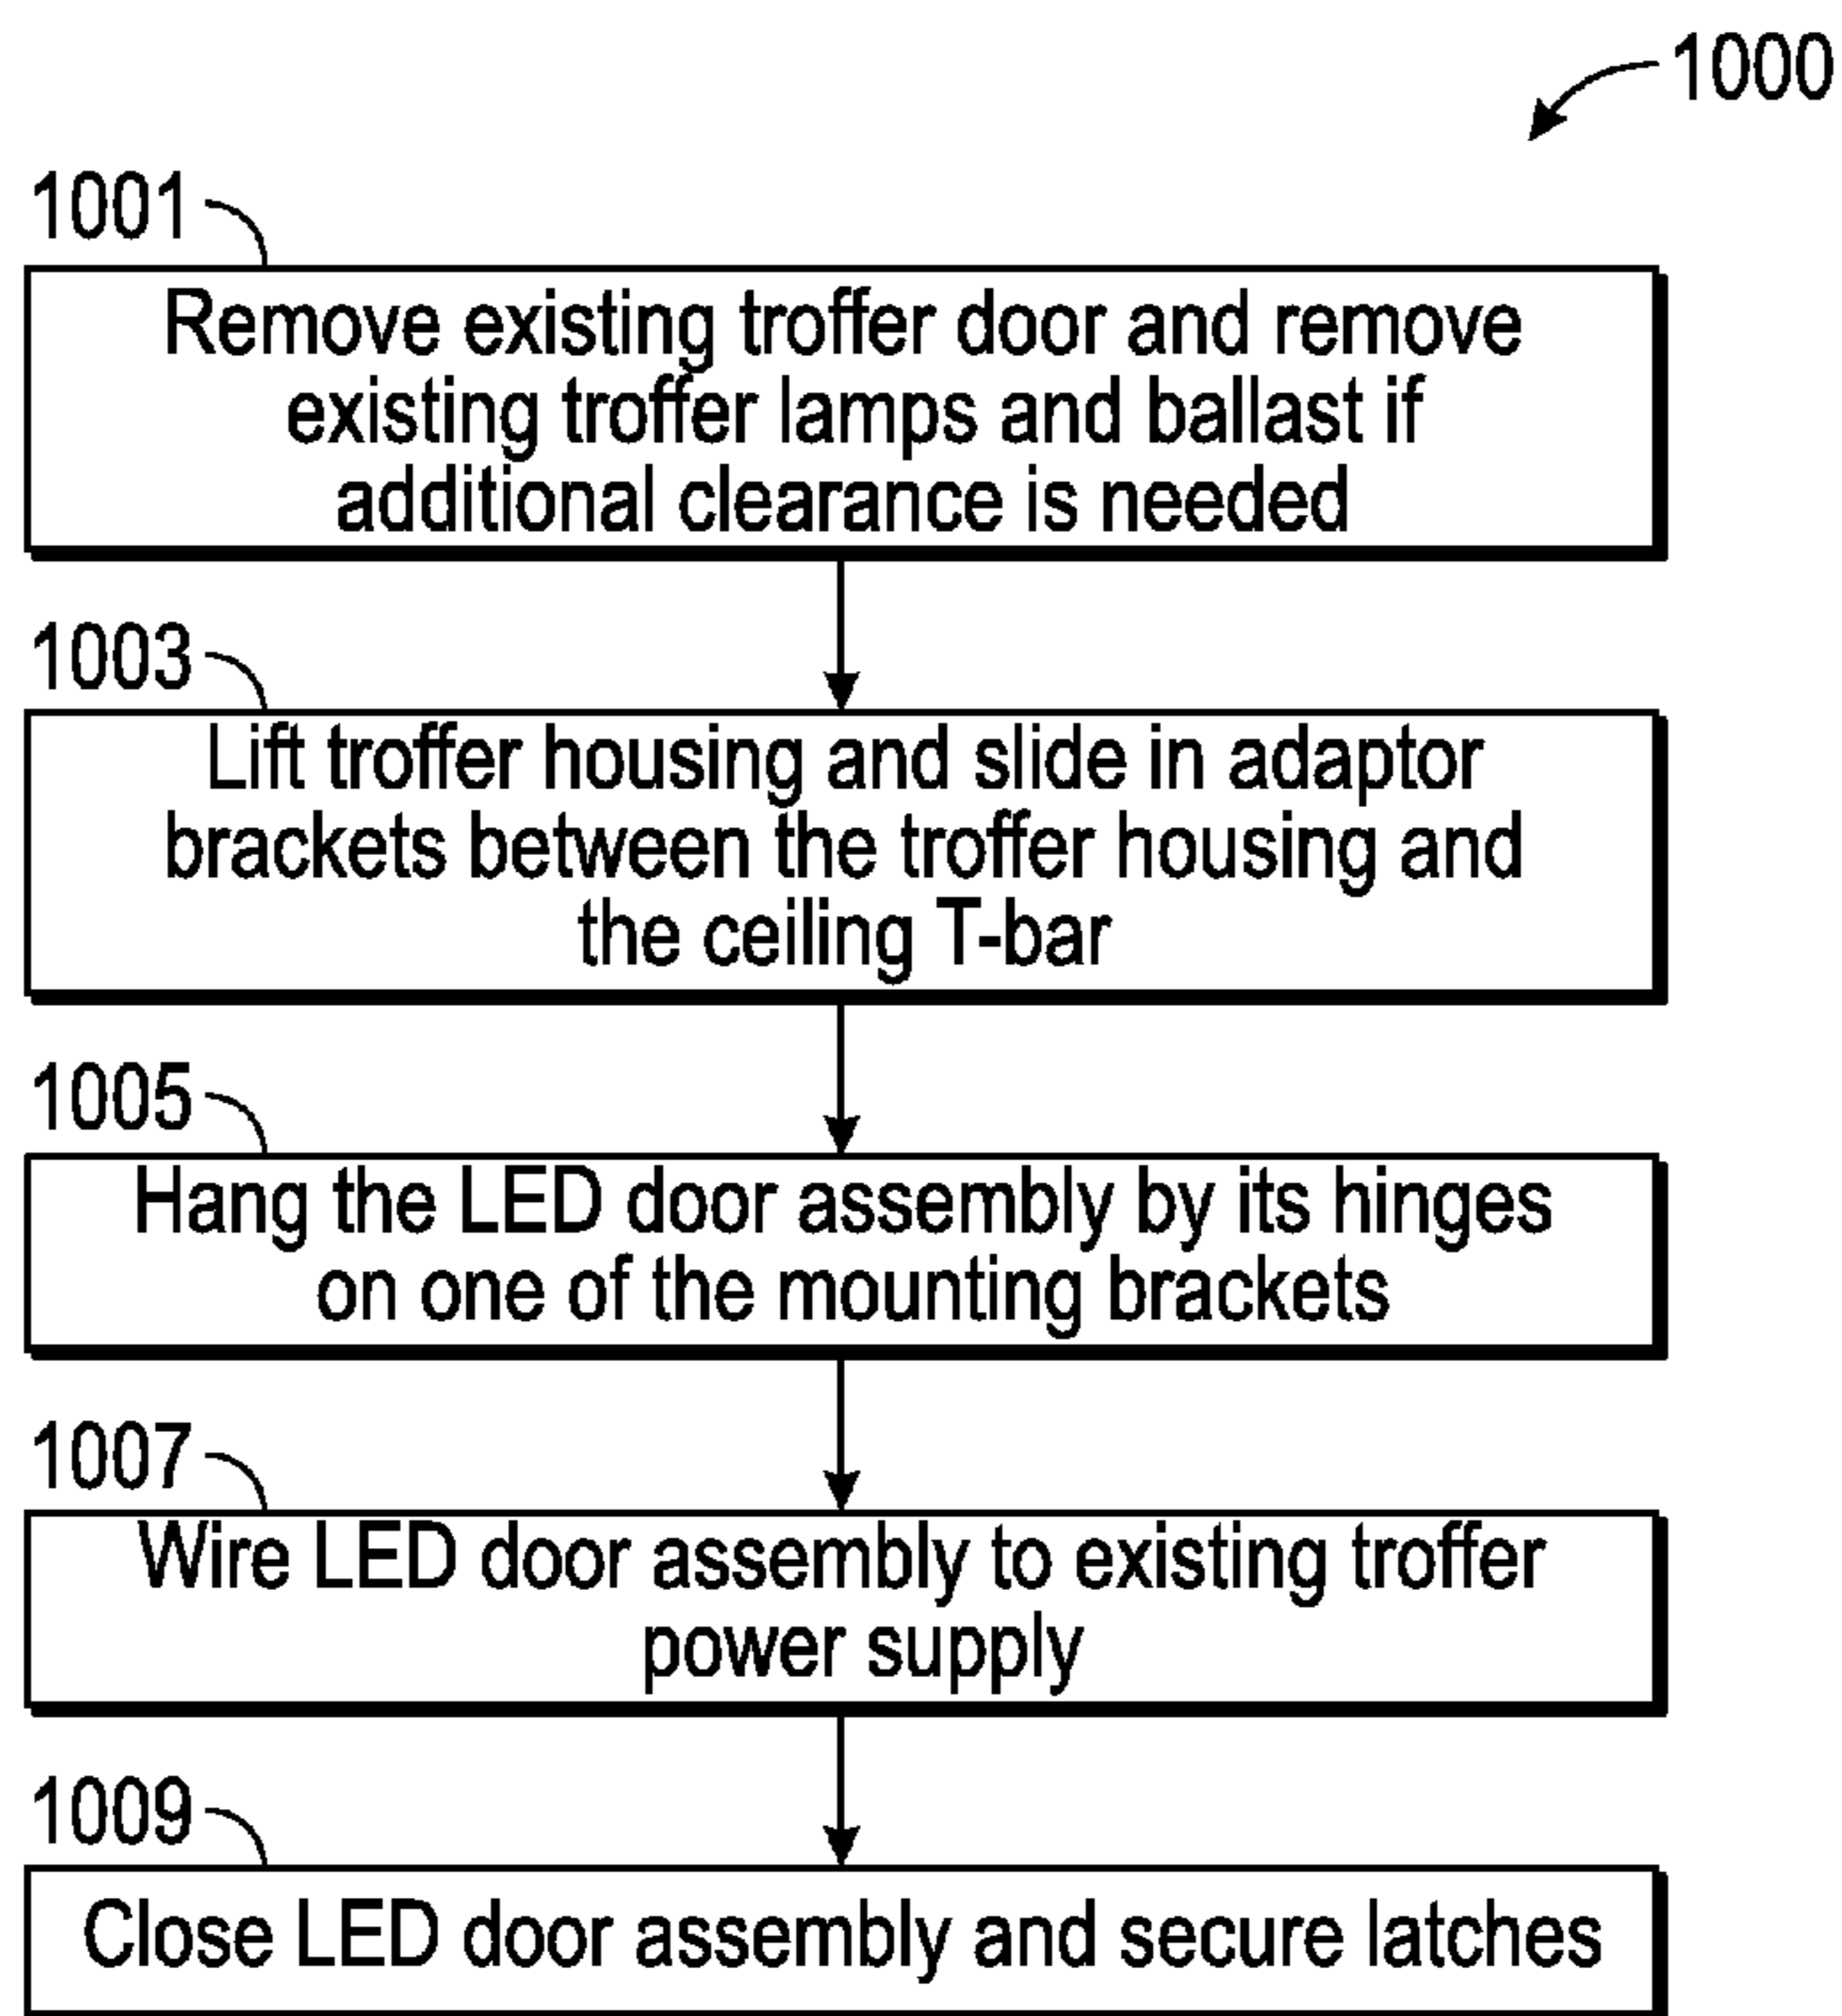 1000
1001
Remove existing troffer door and remove
existing troffer lamps and ballast if
additional clearance is needed
1003
Lift troffer housing and slide in adaptor
brackets between the troffer housing and
the ceiling T-bar
1005
Hang the LED door assembly by its hinges
on one of the mounting brackets
1007
Wire LED door assembly to existing troffer
power supply
1009
Close LED door assembly and secure latches